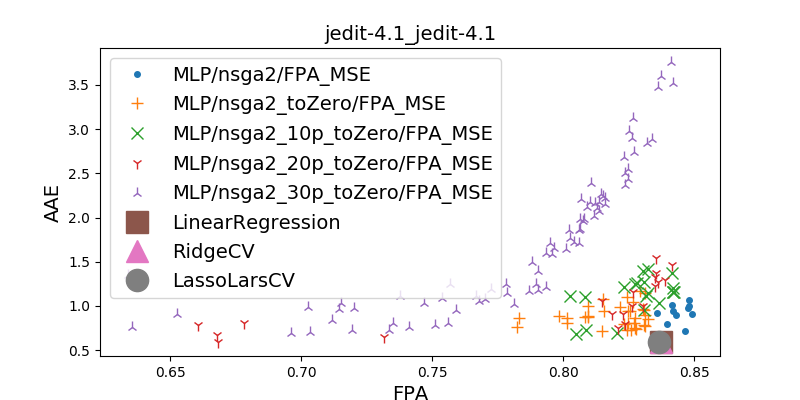 jedit-4.1_jedit-4.1
MLP/nsga2/FPA_MSE
MLP/nsga2_toZero/FPA_MSE
MLP/nsga2_10p_toZero/FPA_MSE
MLP/nsga2_20p_toZero/FPA_MSE
MLP/nsga2_30p_toZero/FPA_MSE
LinearRegression
RidgeCV
LassoLarsCV
AAE
3.5
3.0
2.5
2.0
1.5
1.0
0.5
0.65 0.70 0.75 0.80 0.85
FPA